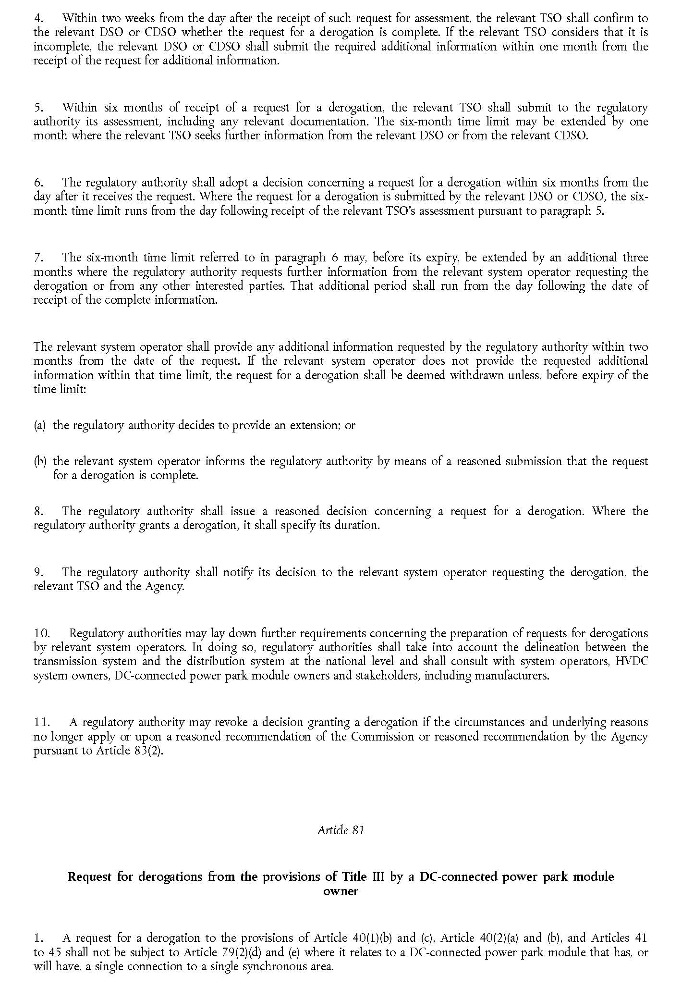 4. Within two weeks from the day after the receipt of such request for assessment, the relevant TSO shall confirm to
the relevant DSO or CDSO whether the request for a derogation is complete. If the relevant TSO considers that it is
incomplete, the relevant DSO or CDSO shall submit the required additional information within one month from the
receipt of the request for additional information.
5. Within six months of receipt of a request for a derogation, the relevant TSO shall submit to the regulatory
authority its assessment, including any relevant documentation. The six-month time limit may be extended by one
month where the relevant TSO seeks further information from the relevant DSO or from the relevant CDSO.
6. The regulatory authority shall adopt a decision concerning a request for a derogation within six months from the
day after it receives the request. Where the request for a derogation is submitted by the relevant DSO or CDSO, the six-
month time limit runs from the day following receipt of the relevant TSO's assessment pursuant to paragraph 5.
7. The six-month time limit referred to in paragraph 6 may, before its expiry, be extended by an additional three
months where the regulatory authority requests further information from the relevant system operator requesting the
derogation or from any other interested parties. That additional period shall run from the day following the date of
receipt of the complete information.
The relevant system operator shall provide any additional information requested by the regulatory authority within two
months from the date of the request. If the relevant system operator does not provide the requested additional
information within that time limit, the request for a derogation shall be deemed withdrawn unless, before expiry of the
time limit:
(a) the regulatory authority decides to provide an extension; or
(b) the relevant system operator informs the regulatory authority by means of a reasoned submission that the request
for a derogation is complete.
8. The regulatory authority shall issue a reasoned decision concerning a request for a derogation. Where the
regulatory authority grants a derogation, it shall specify its duration.
9. The regulatory authority shall notify its decision to the relevant system operator requesting the derogation, the
relevant TSO and the Agency.
10. Regulatory authorities may lay down further requirements concerning the preparation of requests for derogations
by relevant system operators. In doing so, regulatory authorities shall take into account the delineation between the
transmission system and the distribution system at the national level and shall consult with system operators, HVDC
system owners, DC-connected power park module owners and stakeholders, including manufacturers.
11. A regulatory authority may revoke a decision granting a derogation if the circumstances and underlying reasons
no longer apply or upon a reasoned recommendation of the Commission or reasoned recommendation by the Agency
pursuant to Article 83(2).
Article 81
Request for derogations from the provisions of Title III by a DC-connected power park module
owner
1. A request for a derogation to the provisions of Article 40(1)(b) and (c), Article 40(2)(a) and (b), and Articles 41
to 45 shall not be subject to Article 79(2)(d) and (e) where it relates to a DC-connected power park module that has, or
will have, a single connection to a single synchronous area.